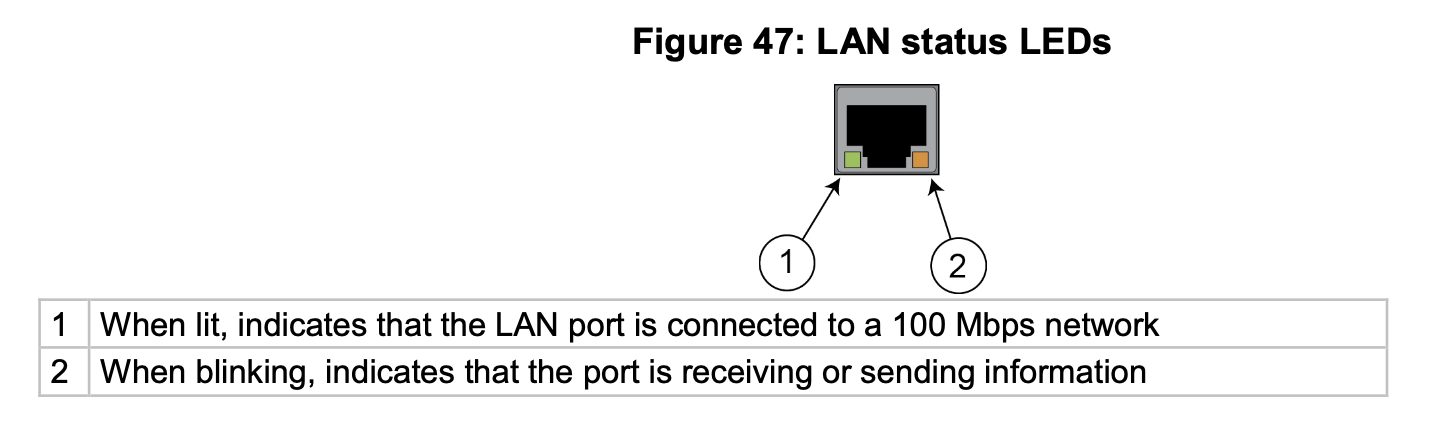 Figure 47: LAN status LEDs
1 2
1 When lit, indicates that the LAN port is connected to a 100 Mbps network
2 When blinking, indicates that the port is receiving or sending information